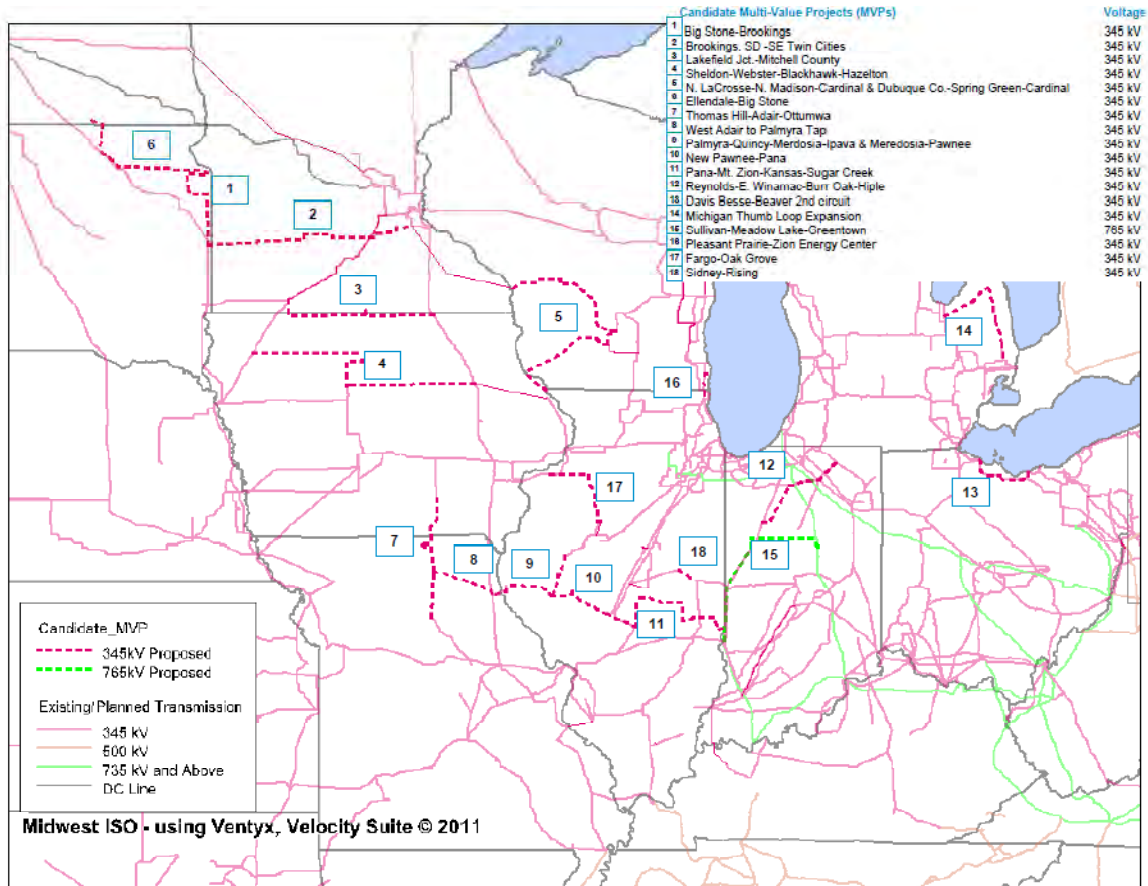 Candidate Multi-Value Projects (MVPs) Voltage
1 Big Stone-Brookings 345 kV
2 Brookings. SD -SE Twin Cities 345 kV
3 Lakefield Jct.-Mitchell County 345 kV
4 Sheldon-Webster-Blackhawk-Hazelton 345 kV
5 N. LaCrosse-N. Madison-Cardinal & Dubuque Co.-Spring Green-Cardinal 345 kV
6 Ellendale-Big Stone 345 kV
7 Thomas Hill-Adair-Ottumwa 345 kV
8 West Adair to Palmyra Tap 345 kV
9 Palmyra-Quincy-Merdosia-Ipava & Meredosia-Pawnee 345 kV
10 New Pawnee-Pana 345 kV
11 Pana-Mt. Zion-Kansas-Sugar Creek 345 kV
12 Reynolds-E. Winamac-Burr Oak-Hiple 345 kV
13 Davis Besse-Beaver 2nd circuit 345 kV
14 Michigan Thumb Loop Expansion 345 kV
15 Sullivan-Meadow Lake-Greentown 765 kV
16 Pleasant Prairie-Zion Energy Center 345 kV
17 Fargo-Oak Grove 345 kV
18 Sidney-Rising 345 kV
6
1
2
3
5
14
4
16
12
17
13
7
8
9
10
18
15
11
Candidate_MVP
345kV Proposed
765kV Proposed
Existing/Planned Transmission
345 kV
500 kV
735 kV and Above
DC Line
Midwest ISO - using Ventyx, Velocity Suite © 2011